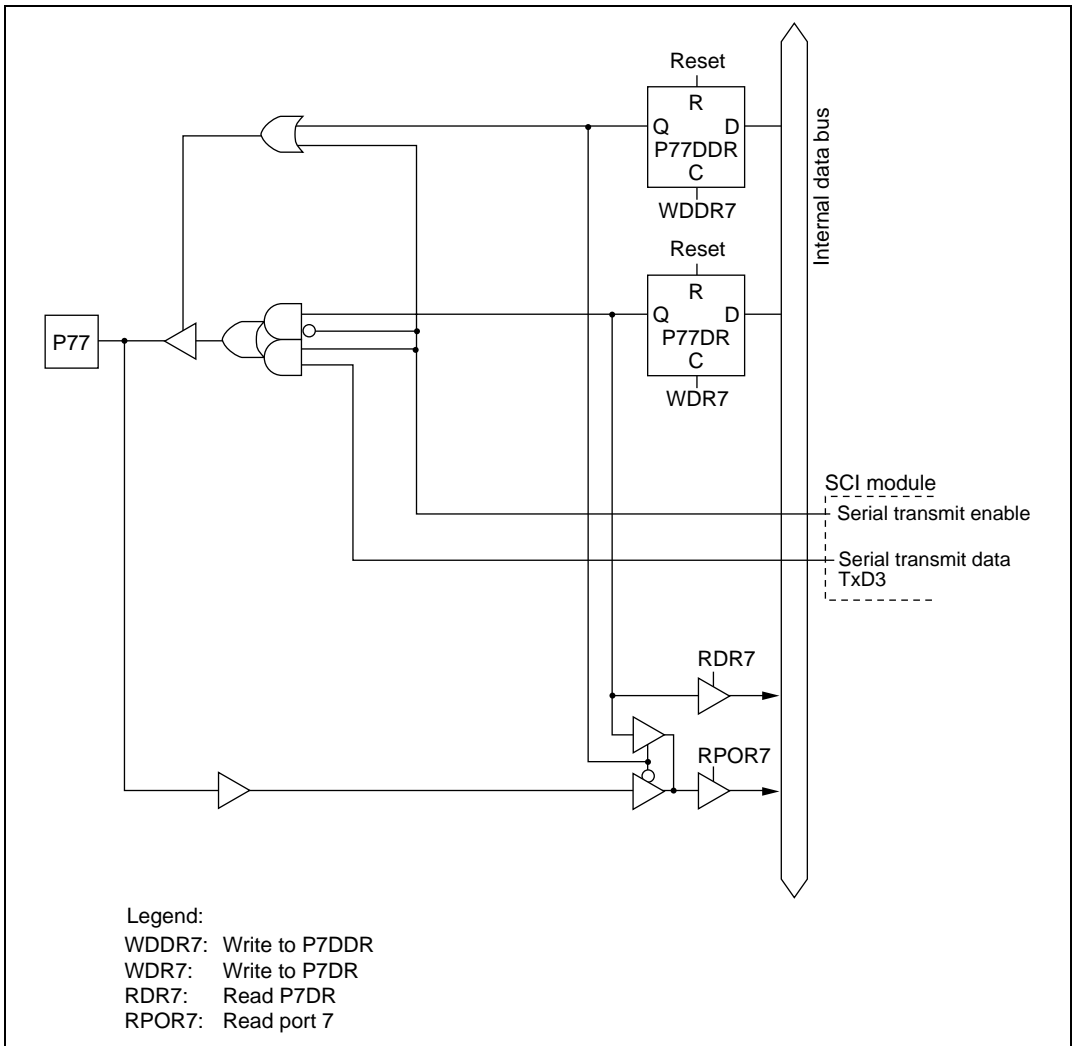 Reset
R
Q D
P77DDR
C
WDDR7
Internal data bus
Reset
R
Q D
P77DR
C
WDR7
P77
SCI module
Serial transmit enable
Serial transmit data
TxD3
RDR7
RPOR7
Legend:
WDDR7: Write to P7DDR
WDR7: Write to P7DR
RDR7: Read P7DR
RPOR7: Read port 7